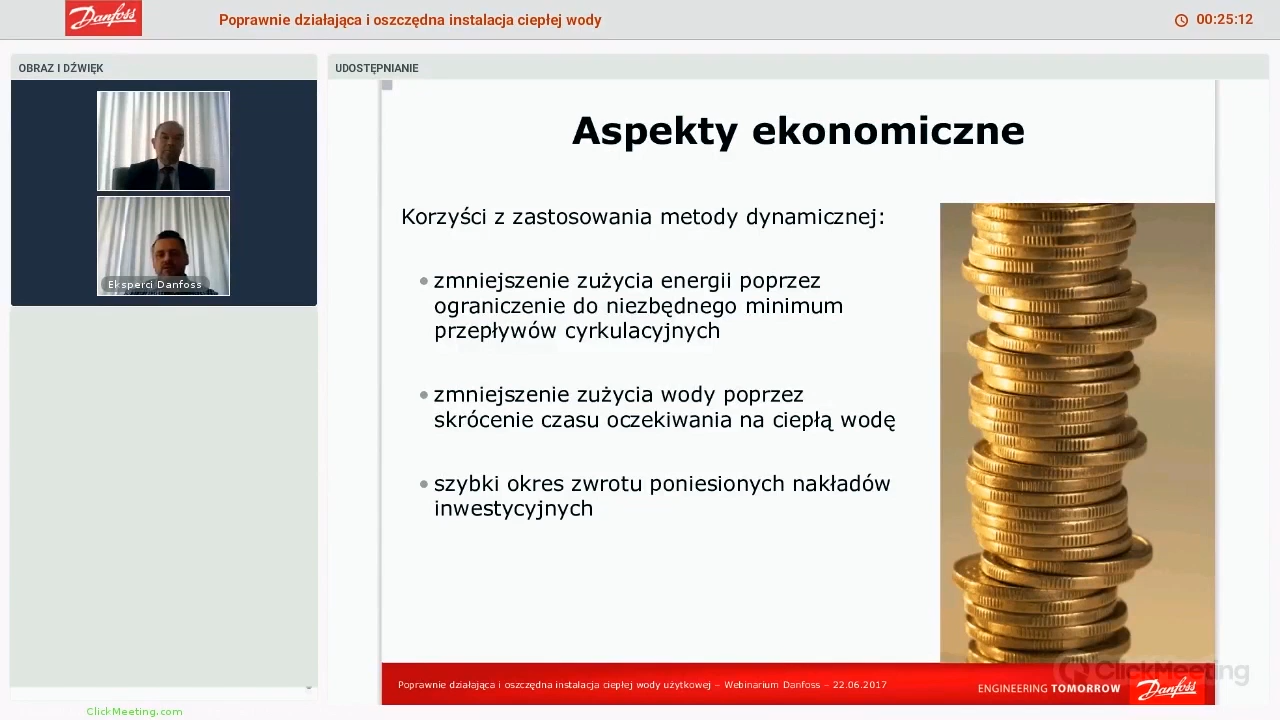 Danfoss
Poprawnie działająca i oszczędna instalacja ciepłej wody
00:25:12
OBRAZ I DŹWIĘK
Eksperci Danfoss
UDOSTĘPNIANIE
Aspekty ekonomiczne
Korzyści z zastosowania metody dynamicznej:
zmniejszenie zużycia energii poprzez
ograniczenie do niezbędnego minimum
przepływów cyrkulacyjnych
zmniejszenie zużycia wody poprzez
skrócenie czasu oczekiwania na ciepłą wodę
szybki okres zwrotu poniesionych nakładów
inwestycyjnych
ClickMeeting
Poprawnie działająca i oszczędna instalacja ciepłej wody użytkowej – Webinarium Danfoss – 22.06.2017
ENGINEERING TOMORROW
Danfoss
ClickMeeting.com